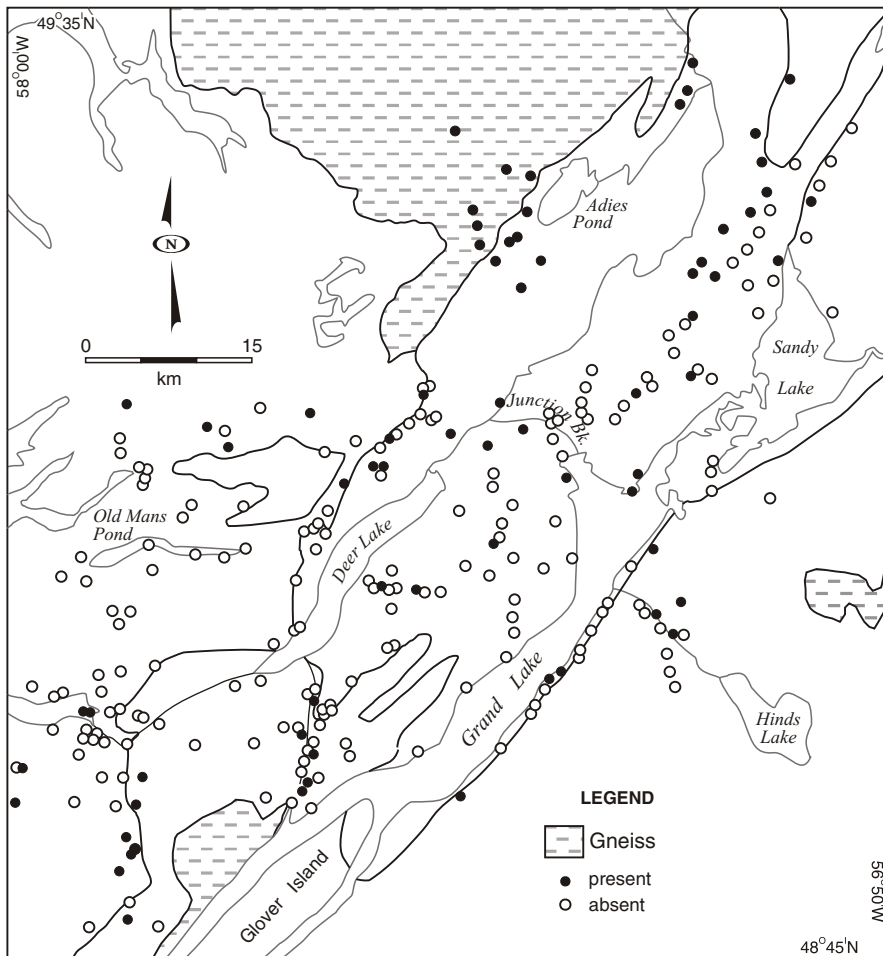 49°35'N
58°00'W
N
0 15
km
Adies
Pond
Sandy
Lake
Junction Bk.
Old Mans
Pond
Deer Lake
Grand Lake
Hinds
Lake
Glover Island
LEGEND
Gneiss
present
absent
56°50'W
48°45'N